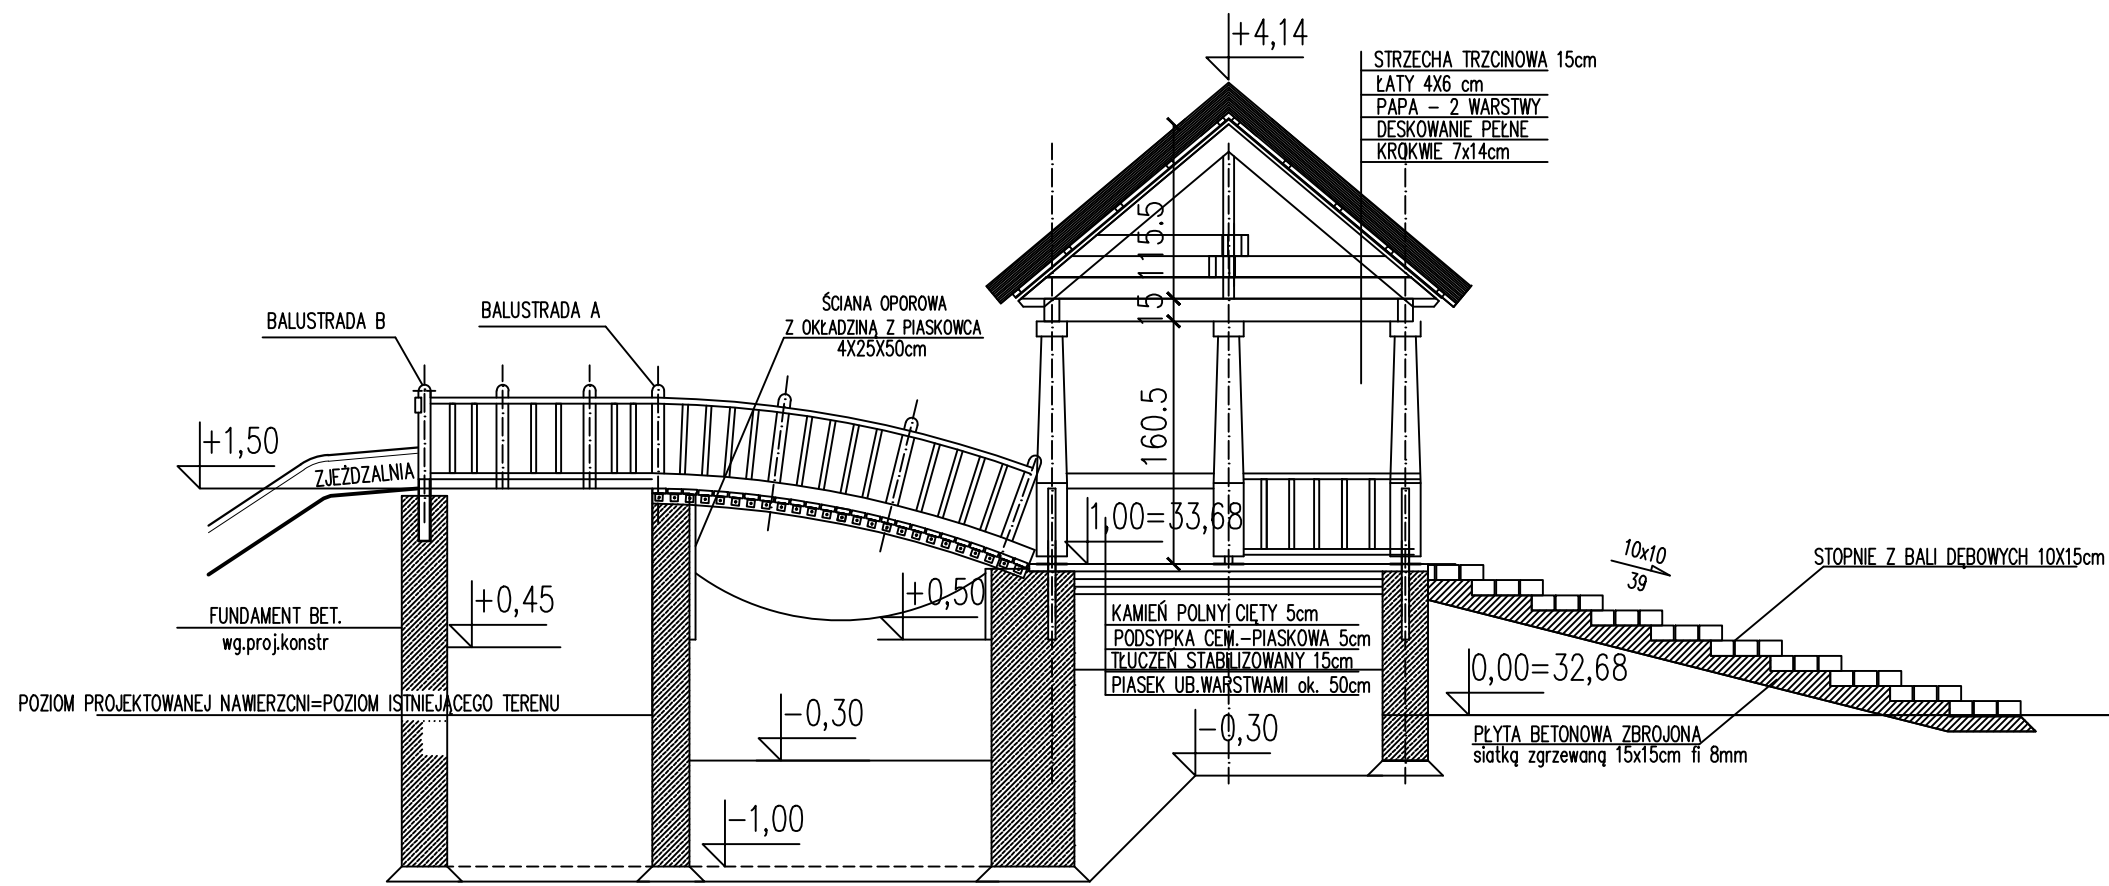 +4,14
STRZECHA TRZCINOWA 15cm
ŁATY 4X6 cm
PAPA - 2 WARSTWY
DESKOWANIE PEŁNE
KROKWIE 7x14cm
115.5
15
160.5
ŚCIANA OPOROWA
Z OKŁADZINĄ Z PIASKOWCA
4X25X50cm
BALUSTRADA A
BALUSTRADA B
+1,50
ZJEŻDZALNIA
1,00=33,68
10x10
39
STOPNIE Z BALI DĘBOWYCH 10X15cm
+0,45
+0,50
FUNDAMENT BET.
wg.proj.konstr
KAMIEŃ POLNY CIĘTY 5cm
PODSYPKA CEM.-PIASKOWA 5cm
TŁUCZEŃ STABILIZOWANY 15cm
PIASEK UB.WARSTWAMI ok. 50cm
0,00=32,68
POZIOM PROJEKTOWANEJ NAWIERZCNI=POZIOM ISTNIEJĄCEGO TERENU
-0,30
-0,30
PŁYTA BETONOWA ZBROJONA
siatką zgrzewaną 15x15cm fi 8mm
-1,00